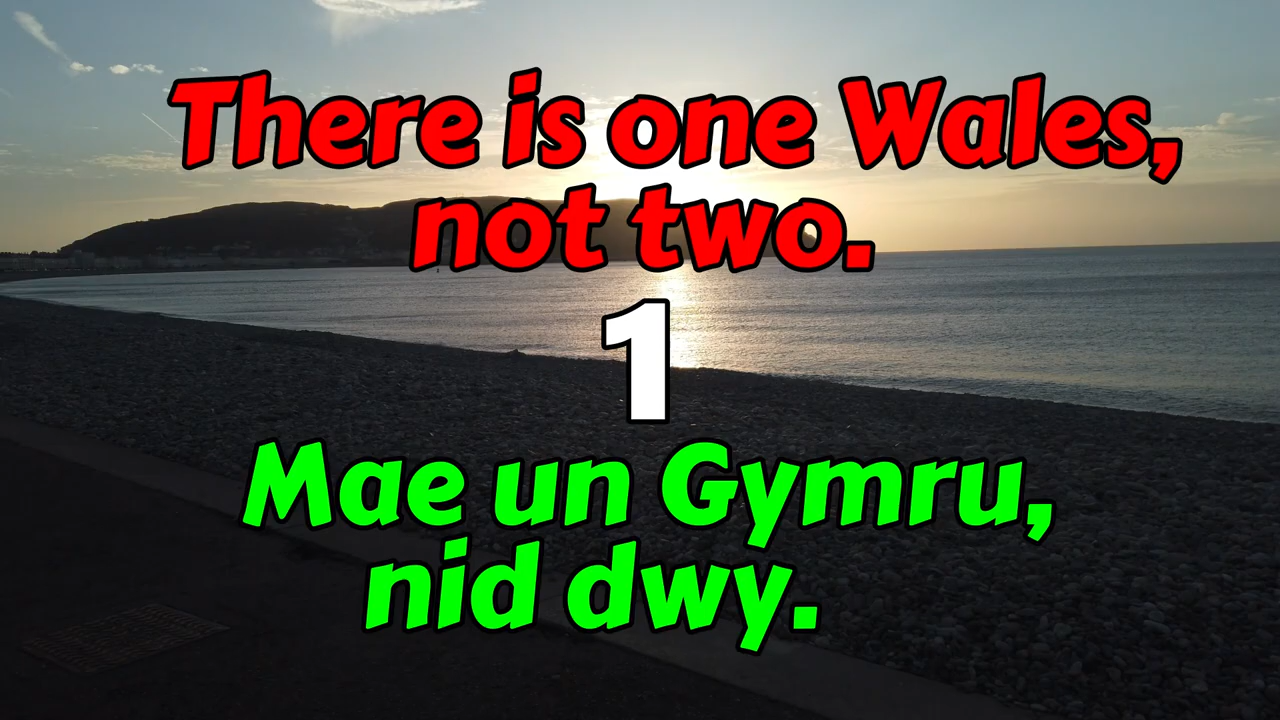 There is one Wales,
not two.
1
Mae un Gymru,
nid dwy.